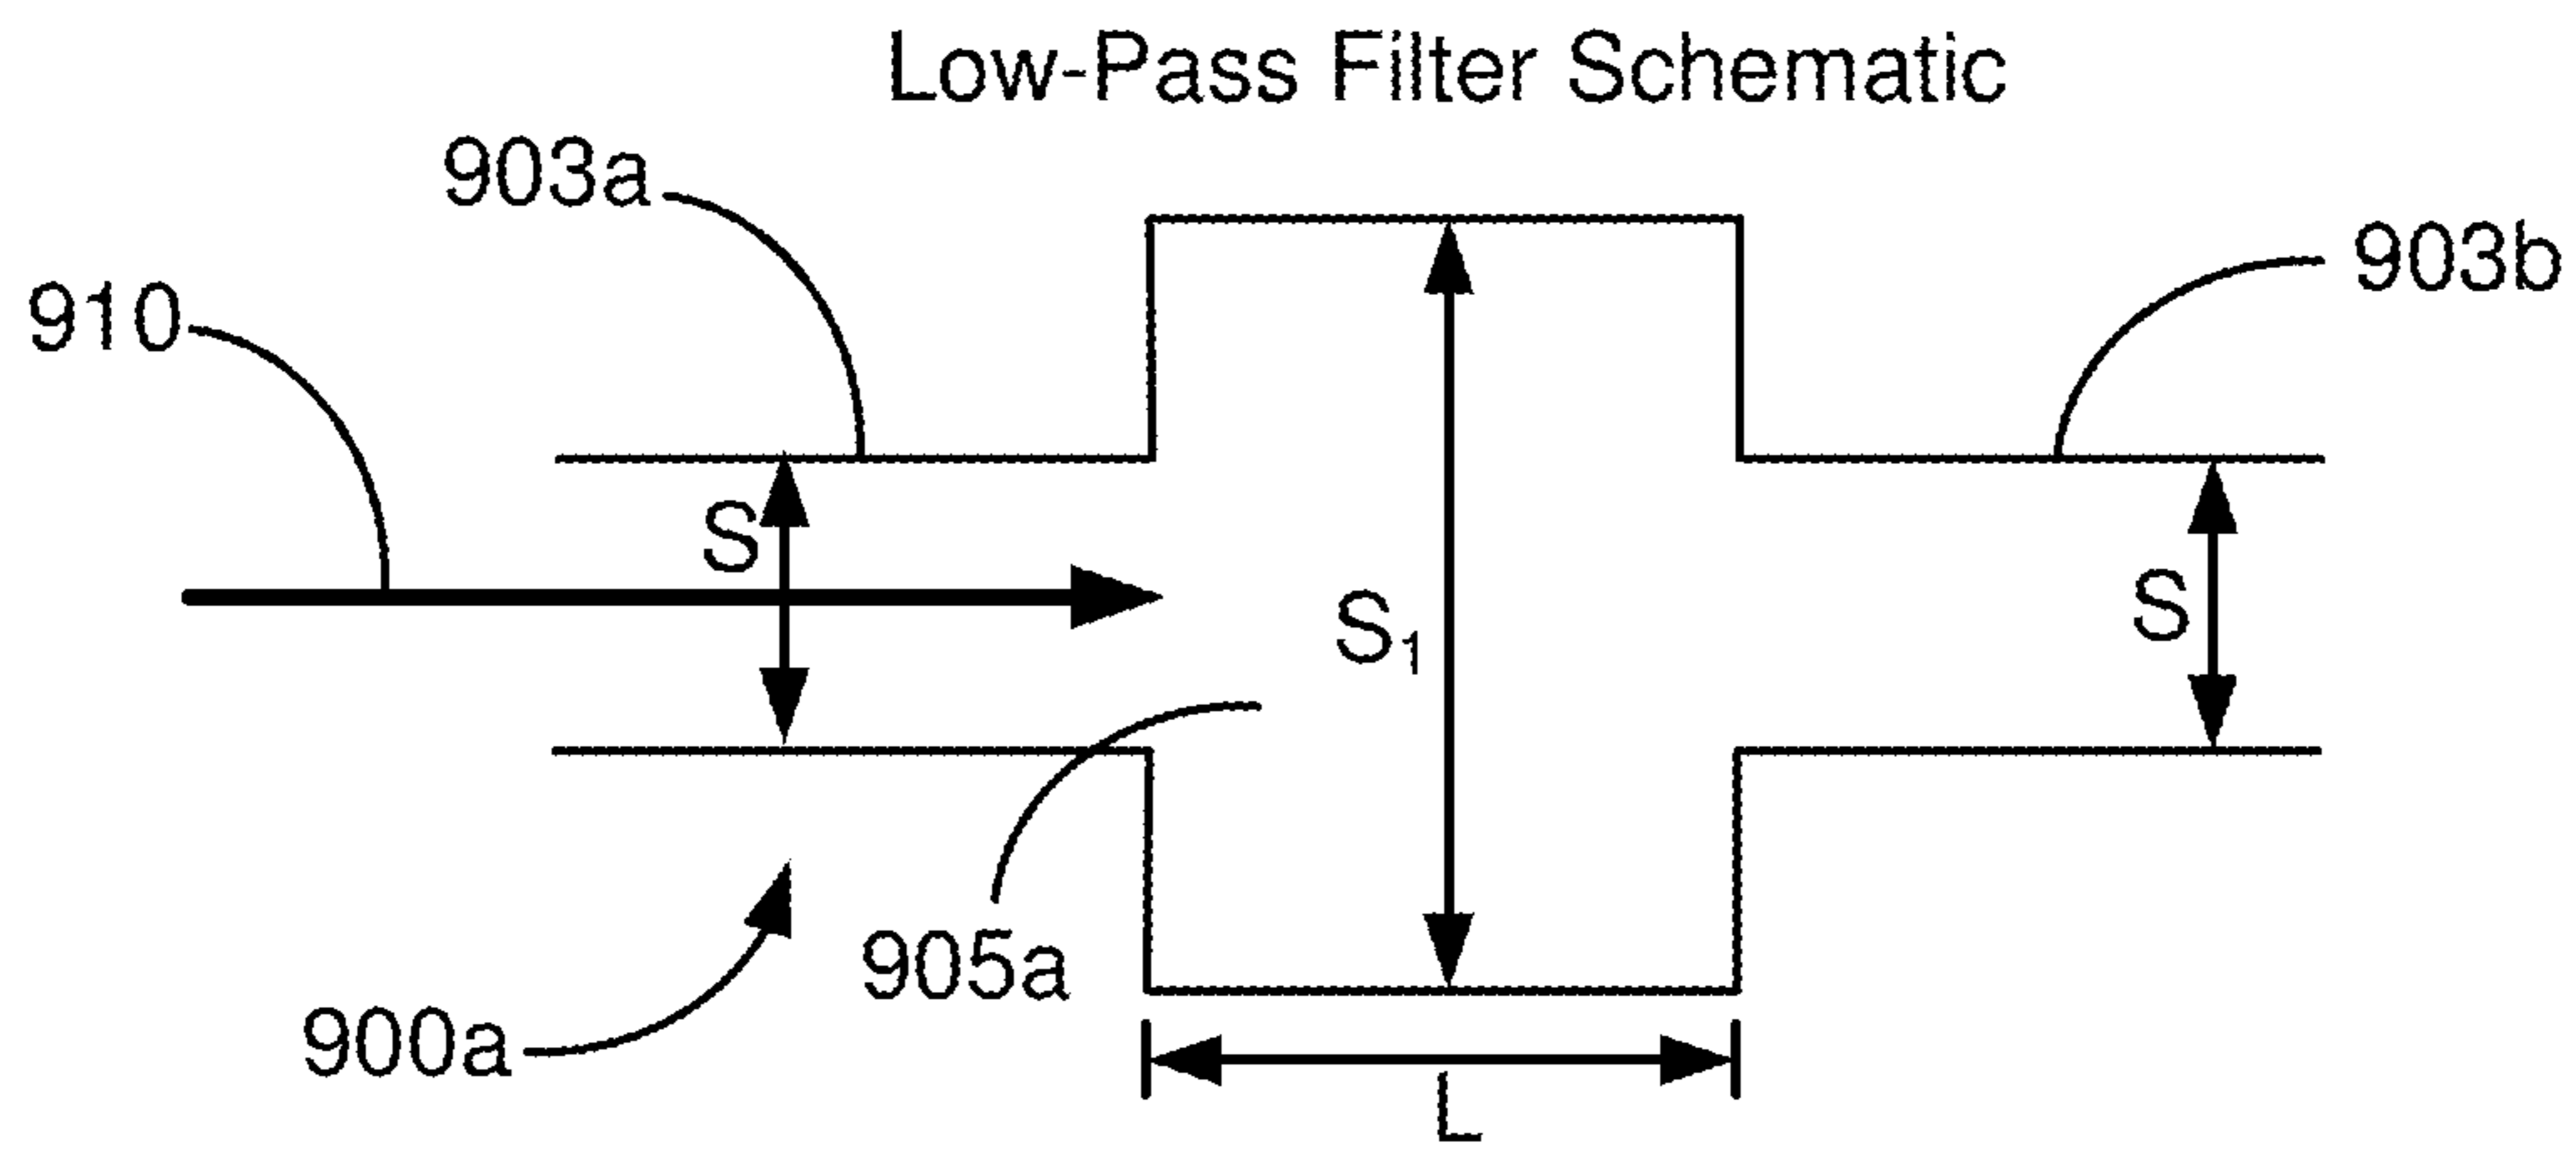 Low-Pass Filter Schematic
903a
903b
910
S
S
S₁
905a
900a
L